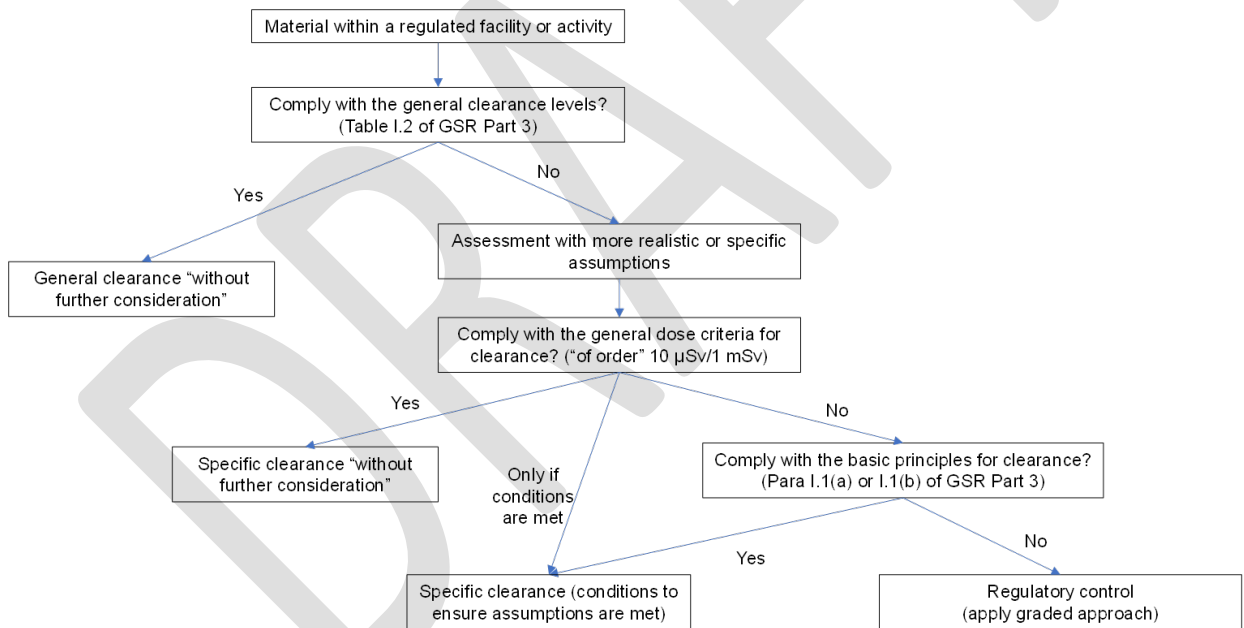 Material within a regulated facility or activity
Comply with the general clearance levels?
(Table I.2 of GSR Part 3)
Yes
No
Assessment with more realistic or specific
assumptions
General clearance “without
further consideration”
Comply with the general dose criteria for
clearance? (“of order” 10 µSv/1 mSv)
Yes
No
Specific clearance “without
further consideration”
Only if
conditions
are met
Comply with the basic principles for clearance?
(Para I.1(a) or I.1(b) of GSR Part 3)
Yes
No
Specific clearance (conditions to
ensure assumptions are met)
Regulatory control
(apply graded approach)
DRAF